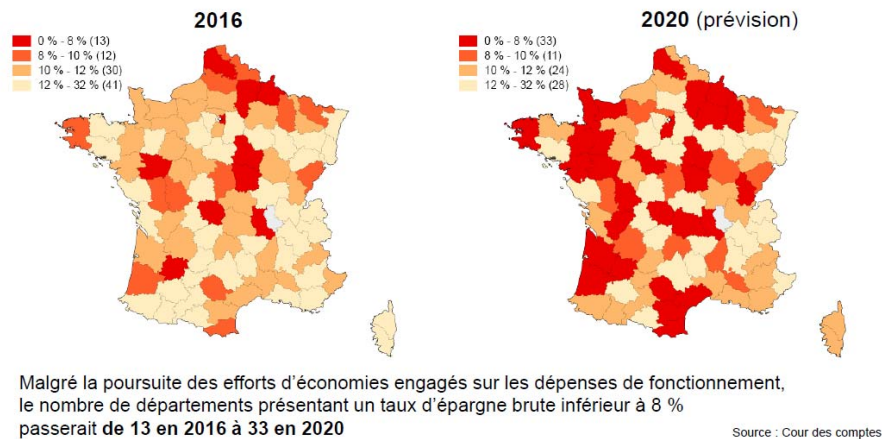 2016
0 % - 8 % (13)
8 % - 10 % (12)
10 % - 12 % (30)
12 % - 32 % (41)
2020 (prévision)
0 % - 8 % (33)
8 % - 10 % (11)
10 % - 12 % (24)
12 % - 32 % (28)
Malgré la poursuite des efforts d'économies engagés sur les dépenses de fonctionnement,
le nombre de départements présentant un taux d'épargne brute inférieur à 8 %
passerait de 13 en 2016 à 33 en 2020
Source : Cour des comptes